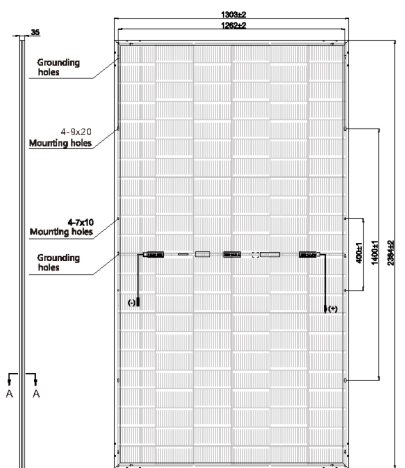 1303±2
1262±2
35
Grounding
holes
4-9x20
Mounting holes
4-7x10
Mounting holes
Grounding
holes
400±1
1400±1
2384±2
(-)
(+)
A
A